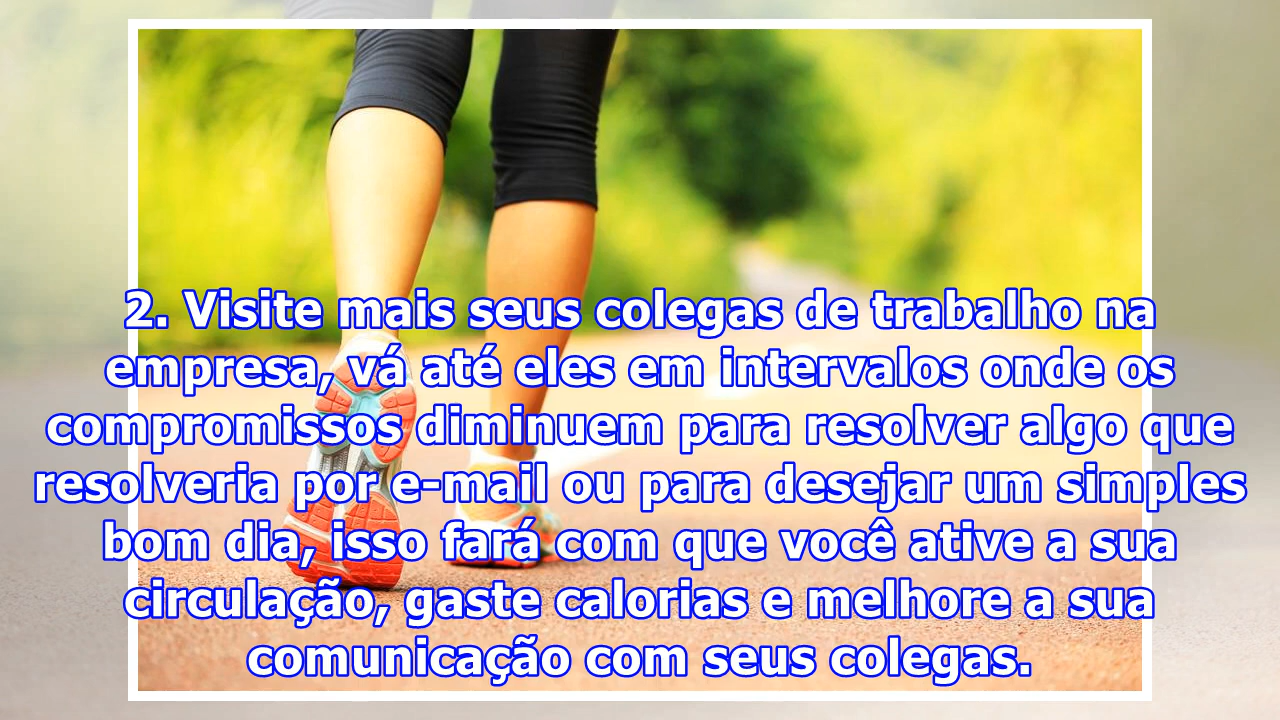 2. Visite mais seus colegas de trabalho na
empresa, vá até eles em intervalos onde os
compromissos diminuem para resolver algo que
resolveria por e-mail ou para desejar um simples
bom dia, isso fará com que você ative a sua
circulação, gaste calorias e melhore a sua
comunicação com seus colegas.